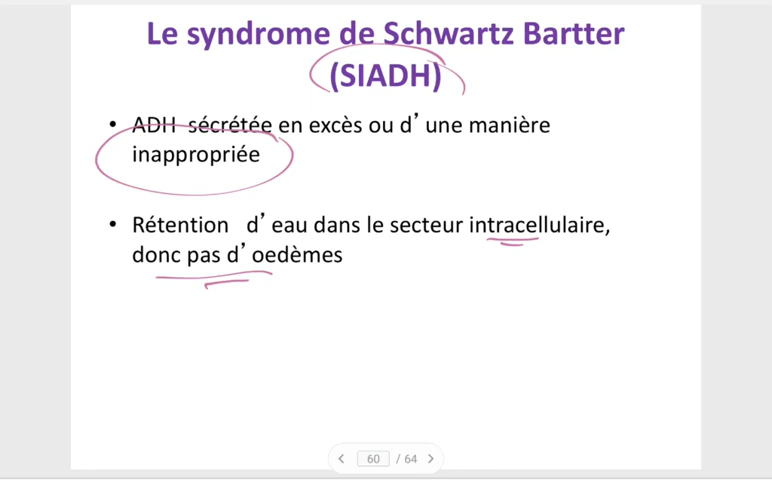 Le syndrome de Schwartz Bartter
(SIADH)
• ADH sécrétée en excès ou d’ une manière
inappropriée
• Rétention d’ eau dans le secteur intracellulaire,
donc pas d’ oedèmes
60 / 64